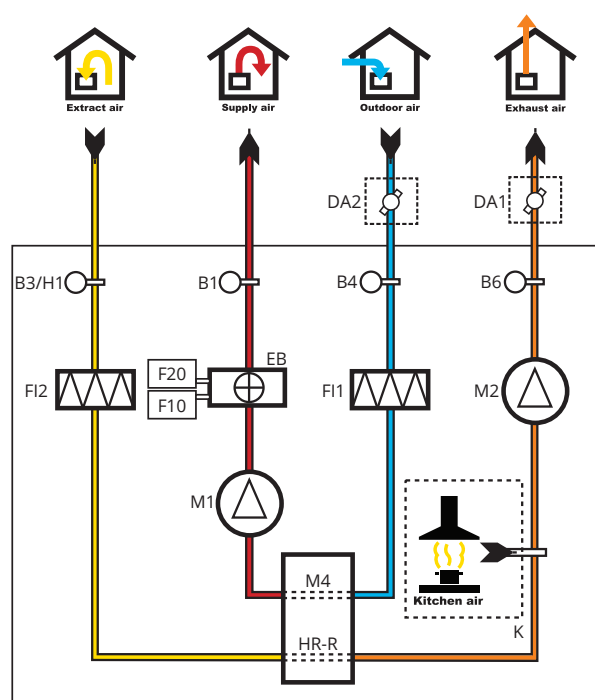 Extract air
Supply air
Outdoor air
Exhaust air
DA2
DA1
B3/H1
B1
B4
B6
EB
F20
FI2
F10
FI1
M2
M1
M4
Kitchen air
K
HR-R